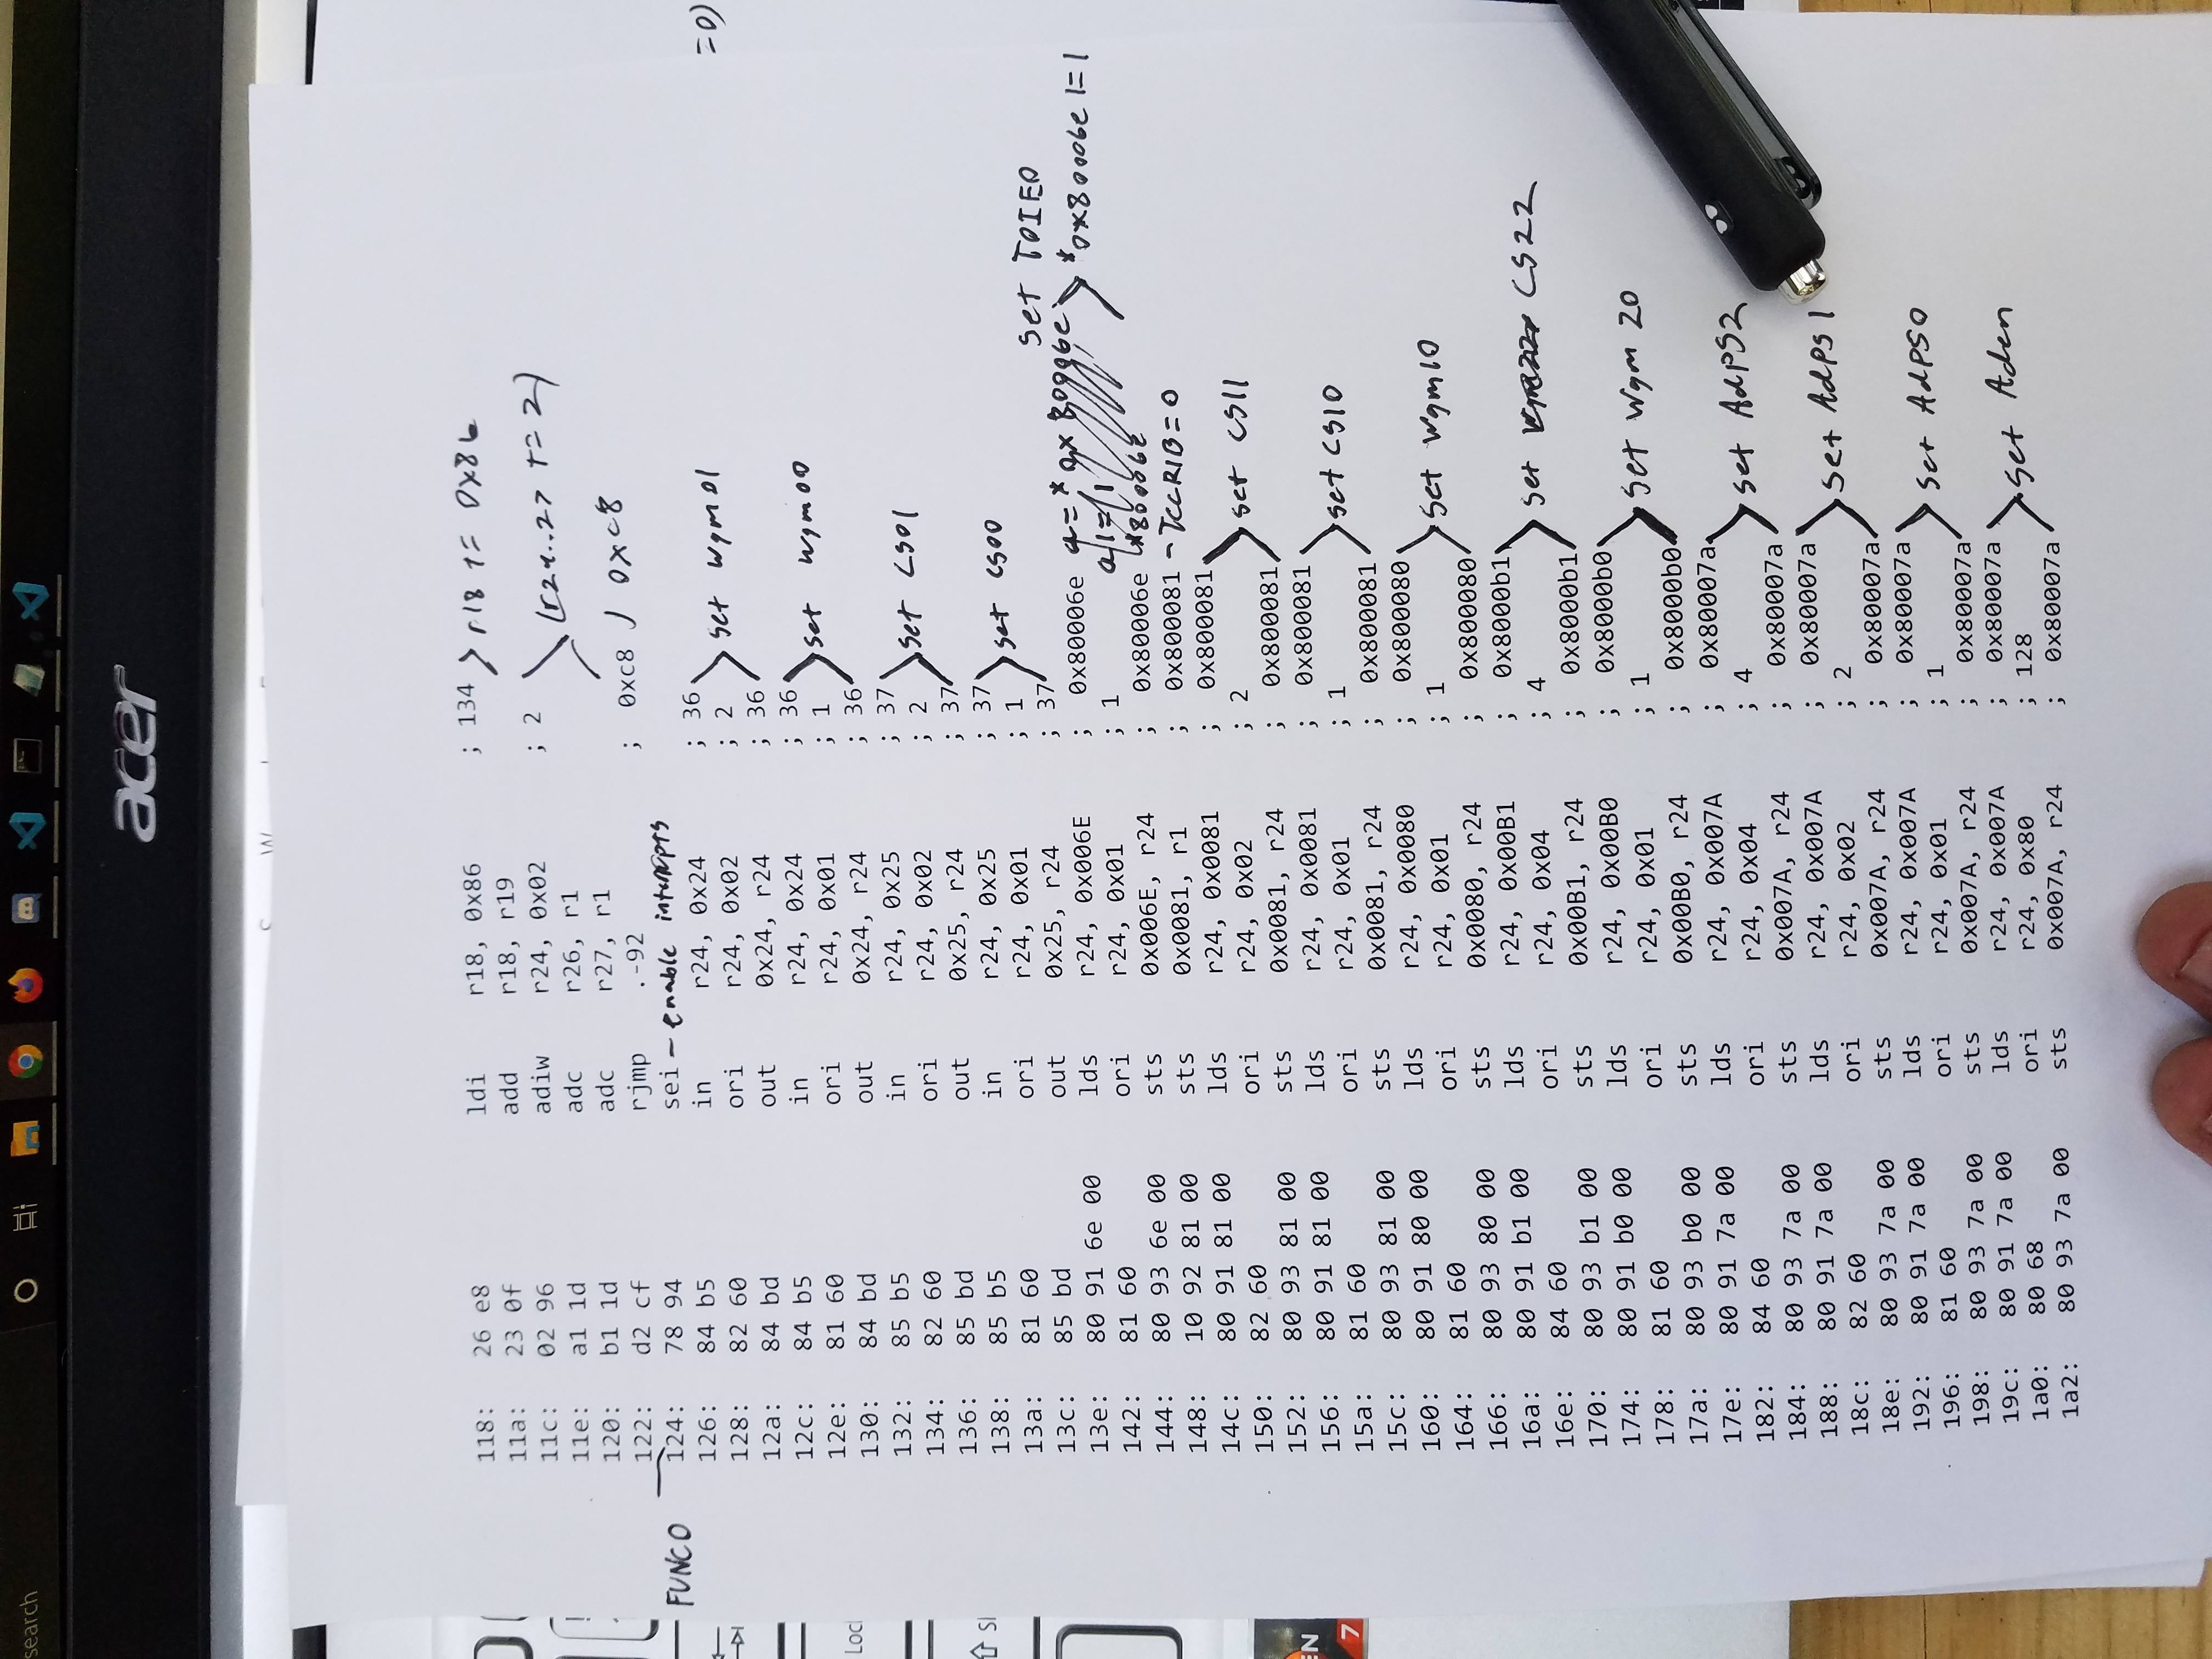 search
acer
118: 26 e8 ldi r18, 0x86 ; 134 > r18 += 0x86
11a: 23 0f add r18, r19
11c: 02 96 adiw r24, 0x02 ; 2 (r24..27 += 2)
11e: a1 1d adc r26, r1
120: b1 1d adc r27, r1
122: d2 cf rjmp .-92 ; 0xc8 ) 0xc8
FUNC0 124: 78 94 sei - enable interrupts
126: 84 b5 in r24, 0x24 ; 36
128: 82 60 ori r24, 0x02 ; 2 set wgm01
=0)
12a: 84 bd out 0x24, r24 ; 36
12c: 84 b5 in r24, 0x24 ; 36
12e: 81 60 ori r24, 0x01 ; 1 set wgm00
130: 84 bd out 0x24, r24 ; 36
132: 85 b5 in r24, 0x25 ; 37
134: 82 60 ori r24, 0x02 ; 2 set CS01
136: 85 bd out 0x25, r24 ; 37
138: 85 b5 in r24, 0x25 ; 37
13a: 81 60 ori r24, 0x01 ; 1 set CS00
13c: 85 bd out 0x25, r24 ; 37 set TOIE0
13e: 80 91 6e 00 lds r24, 0x006E ; 0x80006e a = *0x80006e *0x80006e |= 1
142: 81 60 ori r24, 0x01 ; 1 a |= 1
144: 80 93 6e 00 sts 0x006E, r24 ; 0x80006e *80006e
148: 10 92 81 00 sts 0x0081, r1 ; 0x800081 - TCCR1B = 0
14c: 80 91 81 00 lds r24, 0x0081 ; 0x800081
150: 82 60 ori r24, 0x02 ; 2 set CS11
152: 80 93 81 00 sts 0x0081, r24 ; 0x800081
156: 80 91 81 00 lds r24, 0x0081 ; 0x800081
15a: 81 60 ori r24, 0x01 ; 1 set CS10
15c: 80 93 81 00 sts 0x0081, r24 ; 0x800081
160: 80 91 80 00 lds r24, 0x0080 ; 0x800080
164: 81 60 ori r24, 0x01 ; 1 set wgm10
166: 80 93 80 00 sts 0x0080, r24 ; 0x800080
16a: 80 91 b1 00 lds r24, 0x00B1 ; 0x8000b1
16e: 84 60 ori r24, 0x04 ; 4 set CS22
170: 80 93 b1 00 sts 0x00B1, r24 ; 0x8000b1
174: 80 91 b0 00 lds r24, 0x00B0 ; 0x8000b0
178: 81 60 ori r24, 0x01 ; 1 set wgm 20
17a: 80 93 b0 00 sts 0x00B0, r24 ; 0x8000b0
17e: 80 91 7a 00 lds r24, 0x007A ; 0x80007a
182: 84 60 ori r24, 0x04 ; 4 set AdPS2
184: 80 93 7a 00 sts 0x007A, r24 ; 0x80007a
188: 80 91 7a 00 lds r24, 0x007A ; 0x80007a
18c: 82 60 ori r24, 0x02 ; 2 set AdPS1
18e: 80 93 7a 00 sts 0x007A, r24 ; 0x80007a
192: 80 91 7a 00 lds r24, 0x007A ; 0x80007a
196: 81 60 ori r24, 0x01 ; 1 set AdPS0
198: 80 93 7a 00 sts 0x007A, r24 ; 0x80007a
19c: 80 91 7a 00 lds r24, 0x007A ; 0x80007a
1a0: 80 68 ori r24, 0x80 ; 128 set Aden
1a2: 80 93 7a 00 sts 0x007A, r24 ; 0x80007a